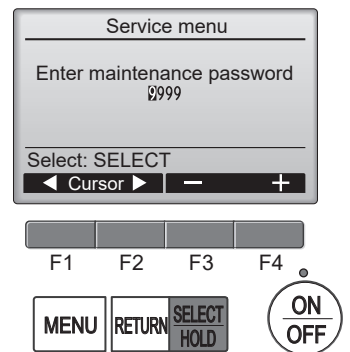 Service menu
Enter maintenance password
9999
Select: SELECT
◀ Cursor ▶ − +
F1 F2 F3 F4
MENU RETURN SELECT HOLD ON OFF